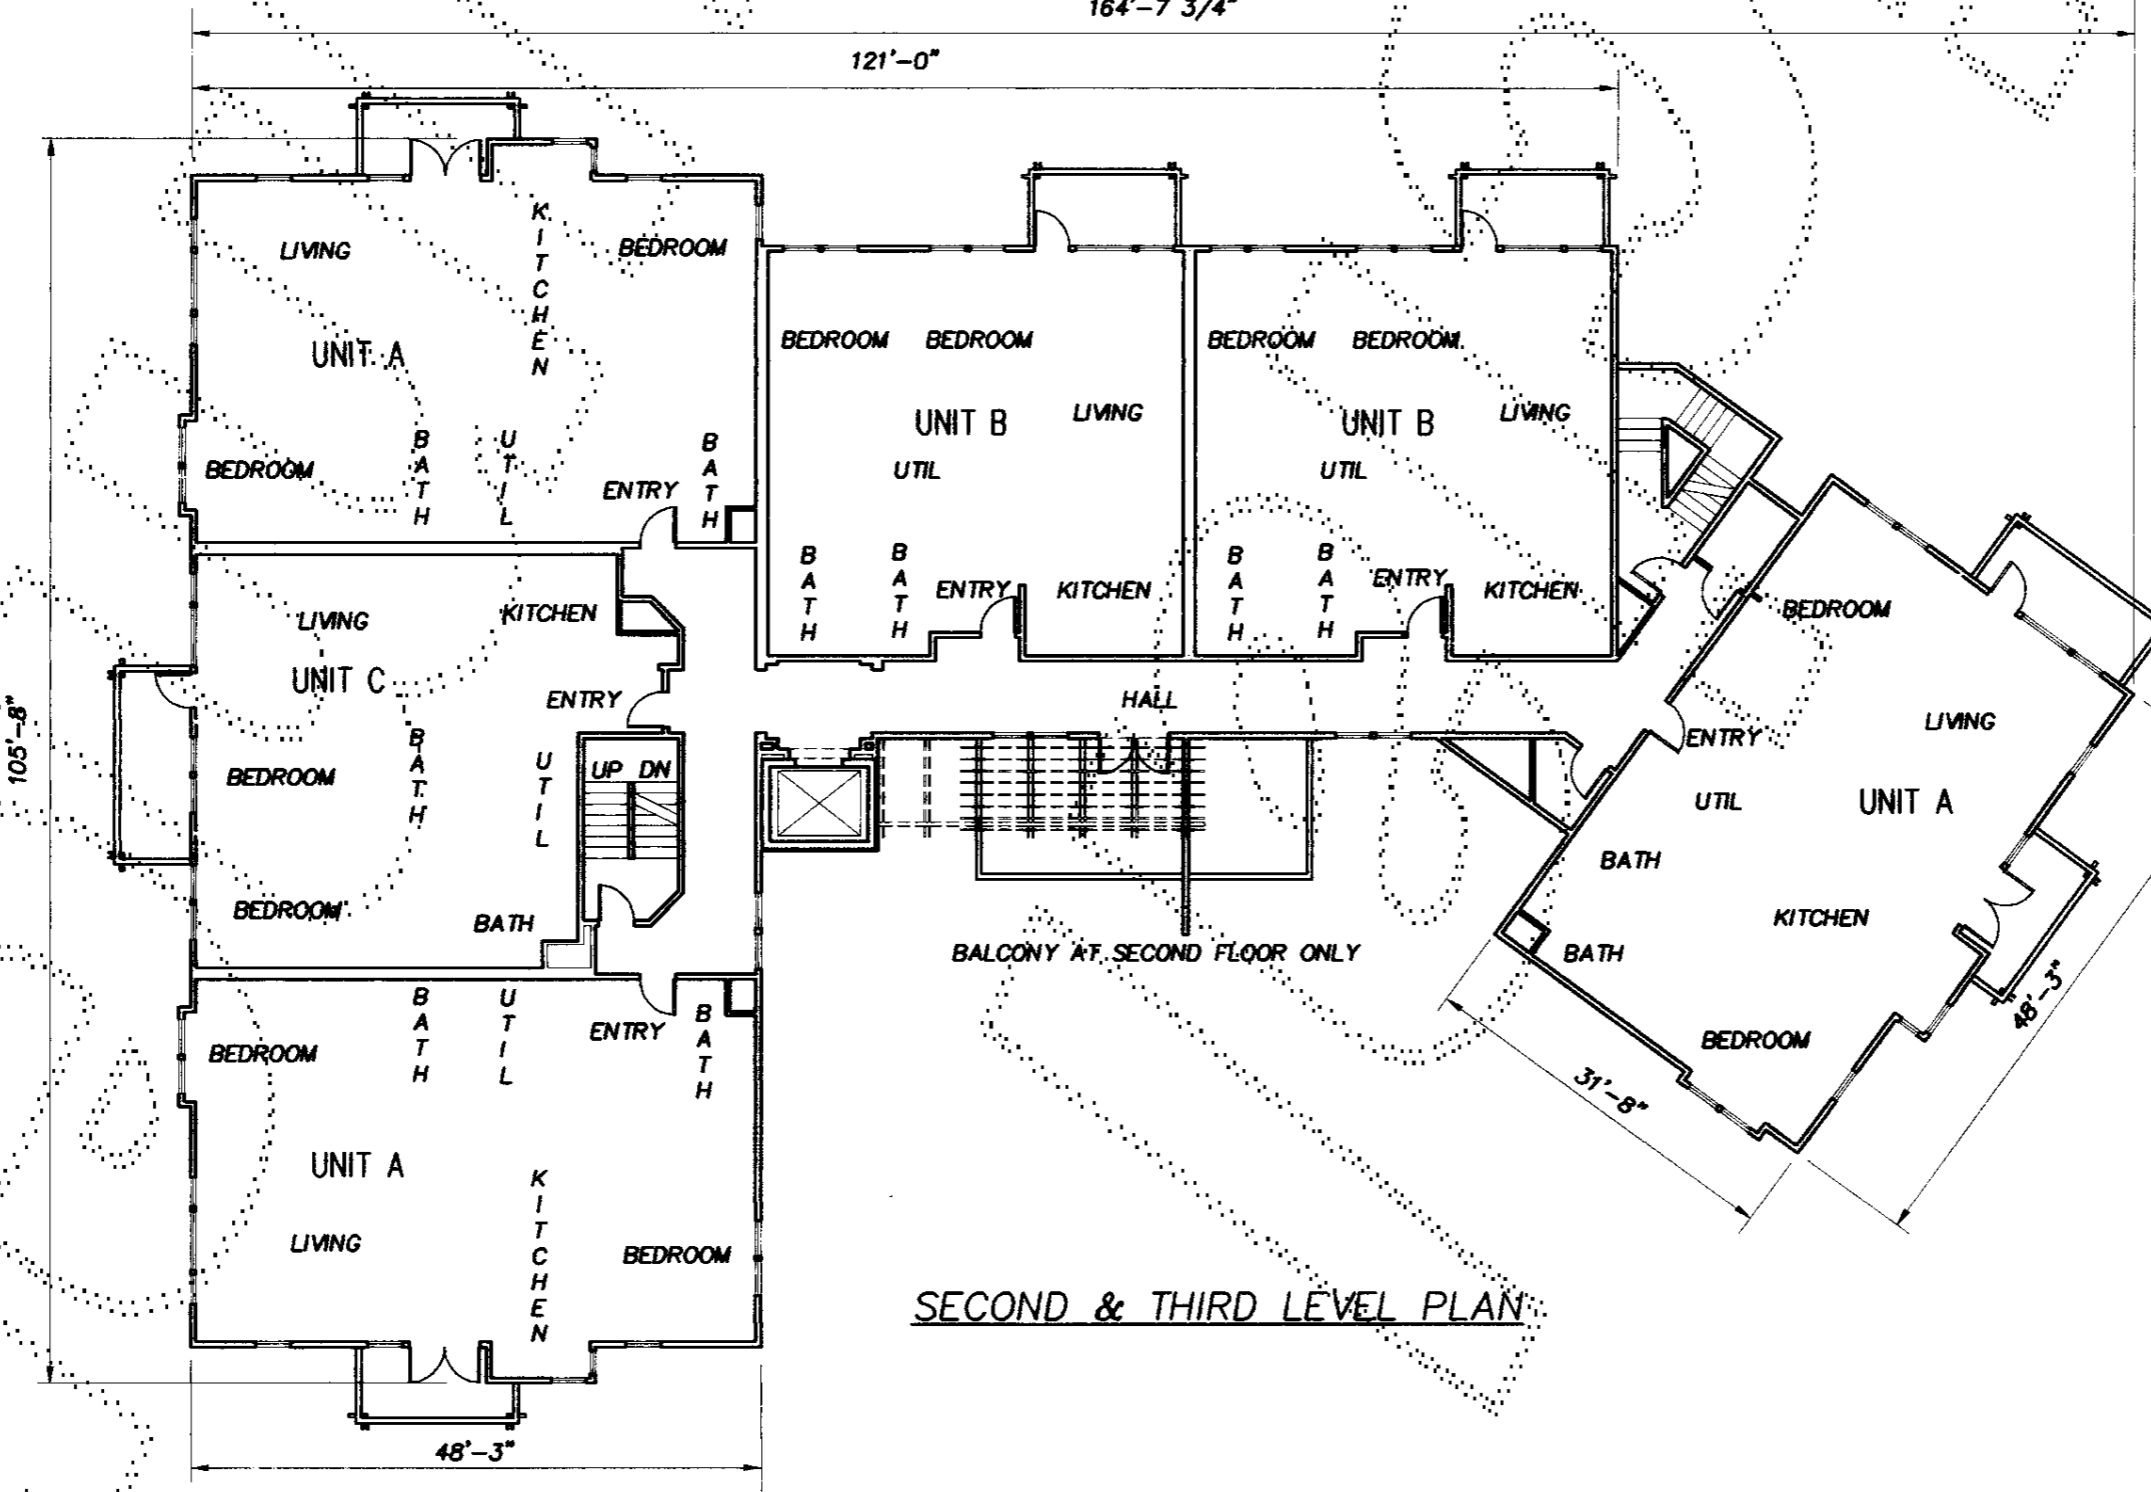 164'-7 3/4"
121'-0"
LIVING
KITCHEN
BEDROOM
UNIT A
BEDROOM
BATH
UTIL
ENTRY
BATH
BEDROOM BEDROOM
UNIT B
LIVING
UTIL
BATH
BATH
ENTRY
KITCHEN
BEDROOM BEDROOM
UNIT B
LIVING
UTIL
BATH
BATH
ENTRY
KITCHEN
LIVING
KITCHEN
UNIT C
ENTRY
BATH
BEDROOM
UTIL
UP DN
BEDROOM
BATH
105'-8"
HALL
BALCONY AT SECOND FLOOR ONLY
BEDROOM
LIVING
ENTRY
UTIL
UNIT A
BATH
KITCHEN
BATH
BEDROOM
48'-3"
31'-8"
BATH
UTIL
ENTRY
BATH
BEDROOM
UNIT A
KITCHEN
LIVING
BEDROOM
48'-3"
SECOND & THIRD LEVEL PLAN